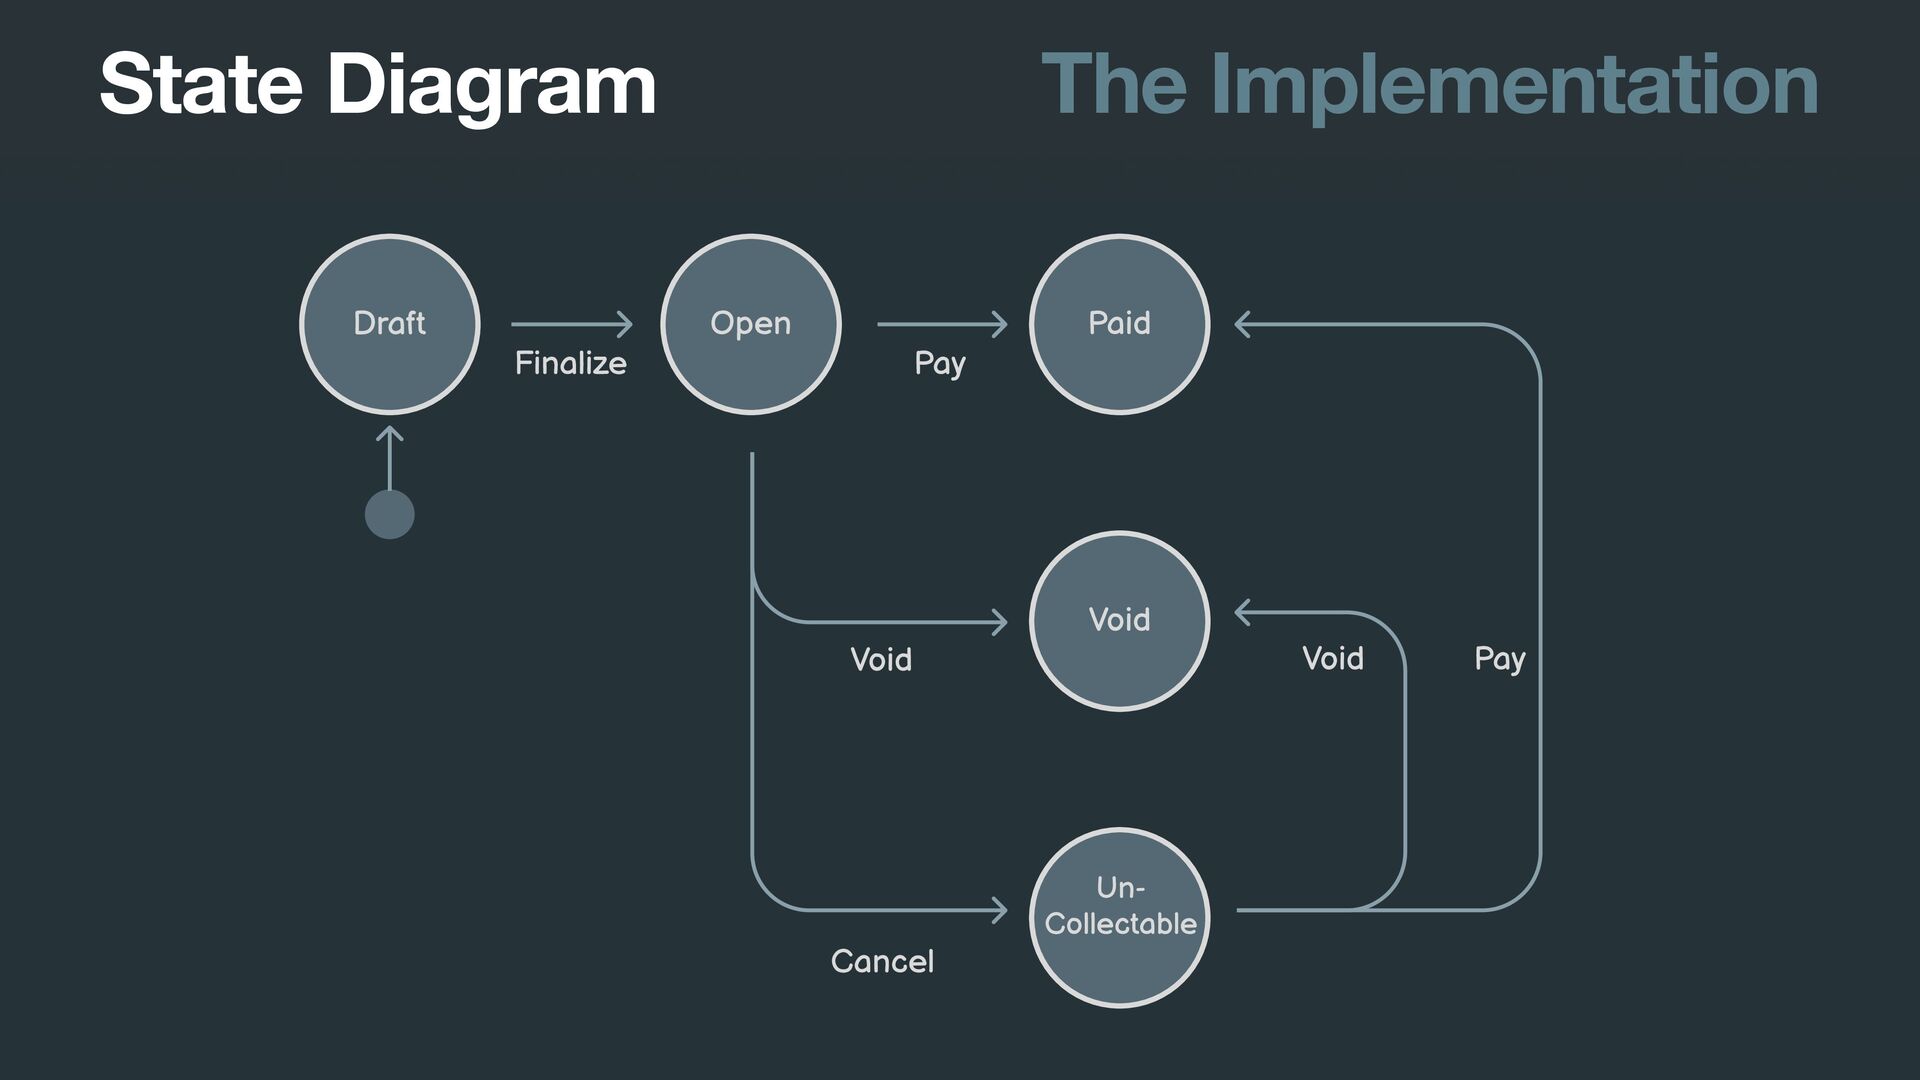 State Diagram
The Implementation
Draft
Finalize
Open
Pay
Paid
Void
Void
Void
Pay
Un-
Collectable
Cancel